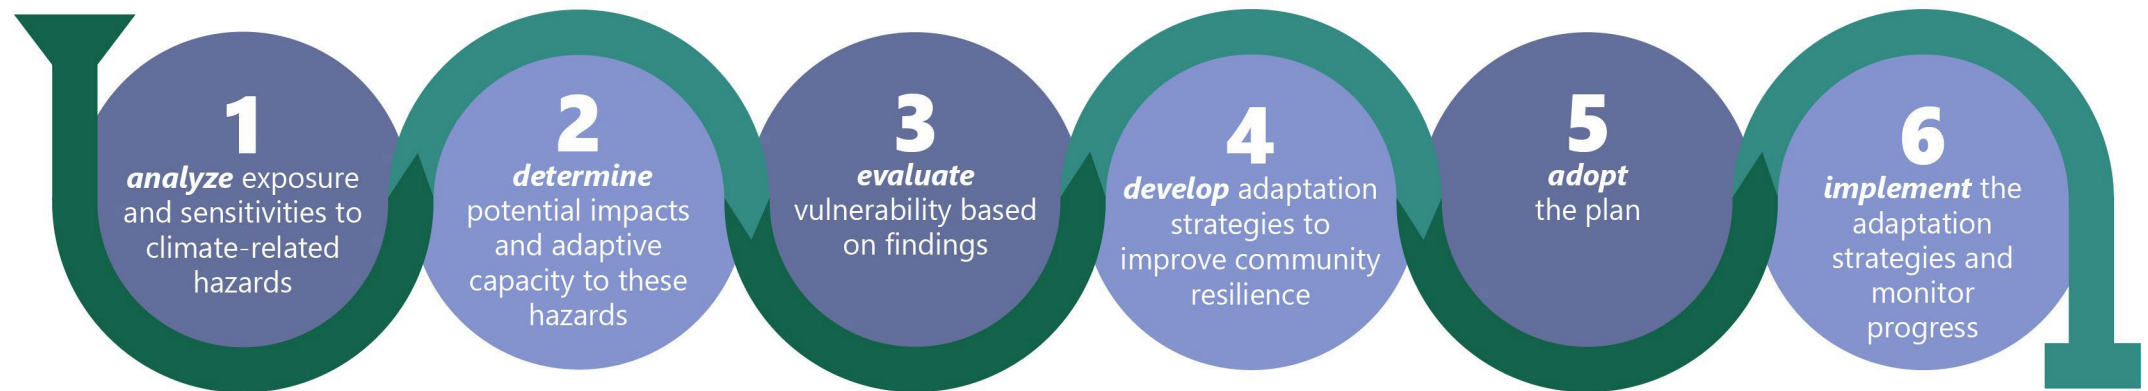 1
analyze exposure
and sensitivities to
climate-related
hazards
2
determine
potential impacts
and adaptive
capacity to these
hazards
3
evaluate
vulnerability based
on findings
4
develop adaptation
strategies to
improve community
resilience
5
adopt
the plan
6
implement the
adaptation
strategies and
monitor
progress